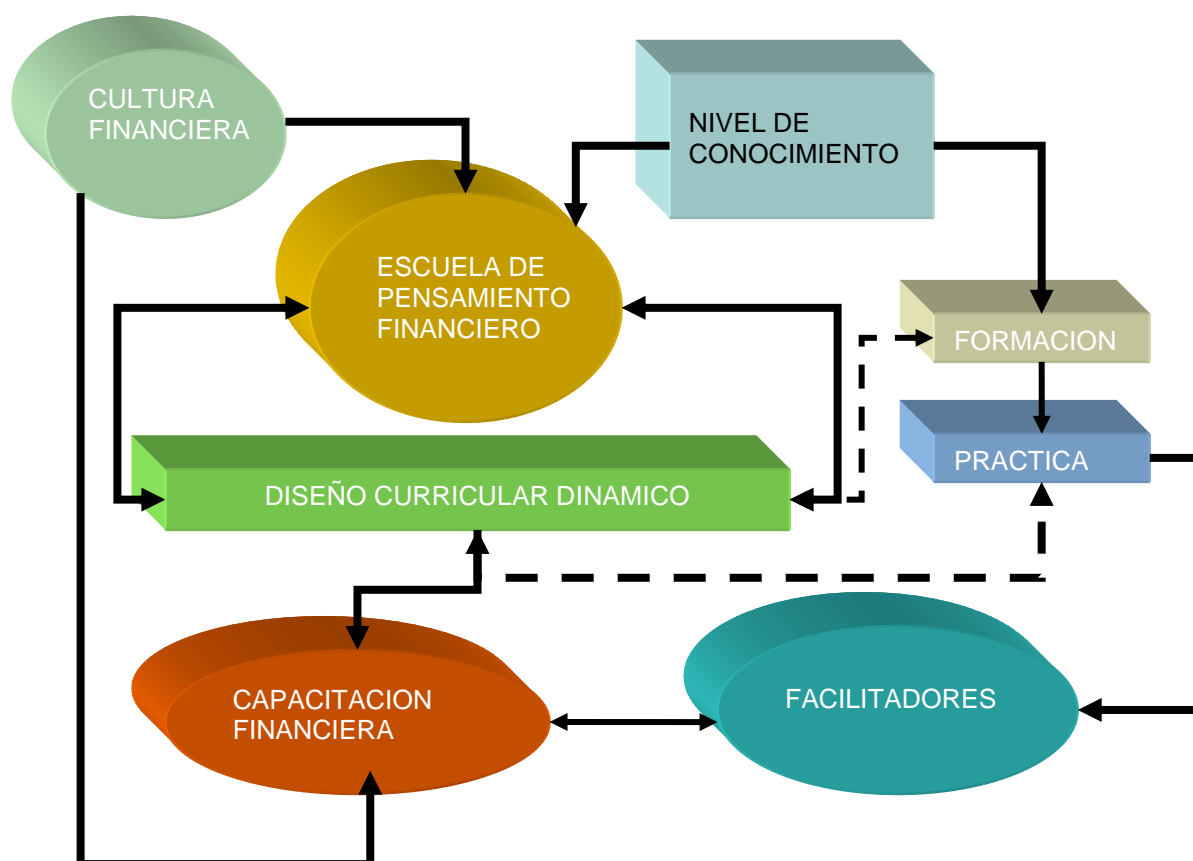 CULTURA
FINANCIERA
NIVEL DE
CONOCIMIENTO
ESCUELA DE
PENSAMIENTO
FINANCIERO
FORMACION
PRACTICA
DISEÑO CURRICULAR DINAMICO
CAPACITACION
FINANCIERA
FACILITADORES